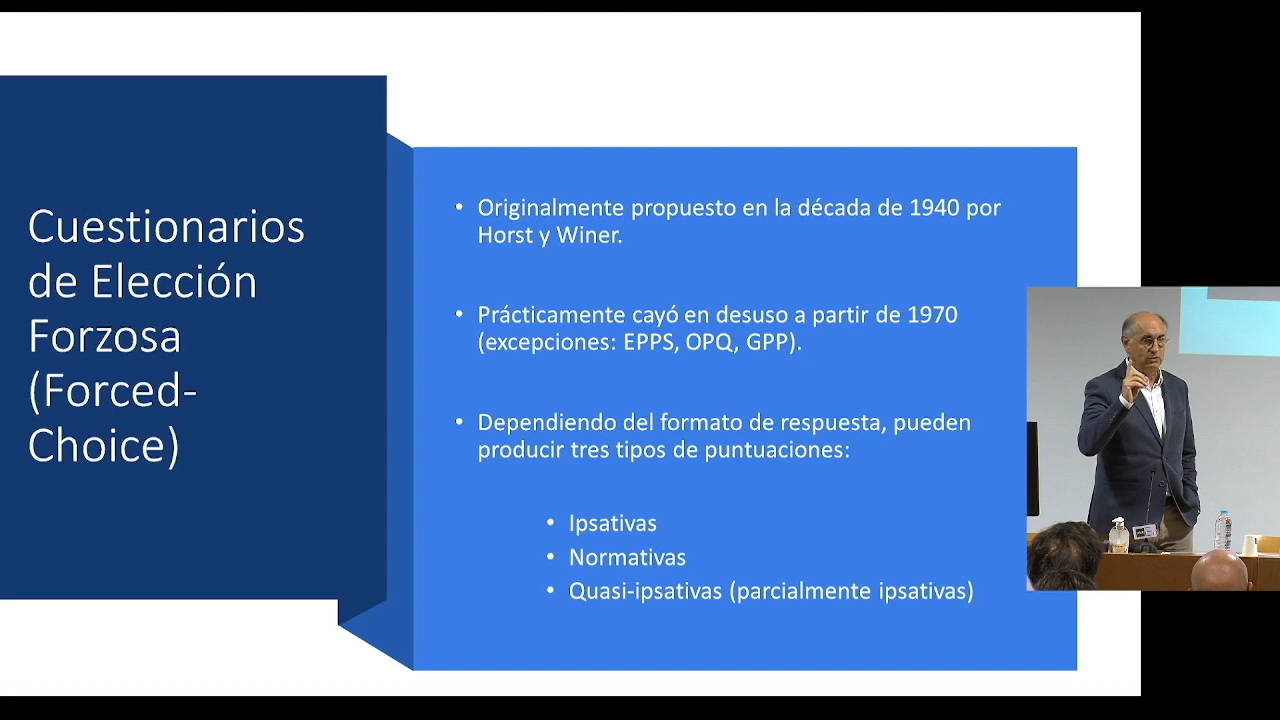 Cuestionarios
de Elección
Forzosa
(Forced-
Choice)
• Originalmente propuesto en la década de 1940 por
Horst y Winer.
• Prácticamente cayó en desuso a partir de 1970
(excepciones: EPPS, OPQ, GPP).
• Dependiendo del formato de respuesta, pueden
producir tres tipos de puntuaciones:
• Ipsativas
• Normativas
• Quasi-ipsativas (parcialmente ipsativas)